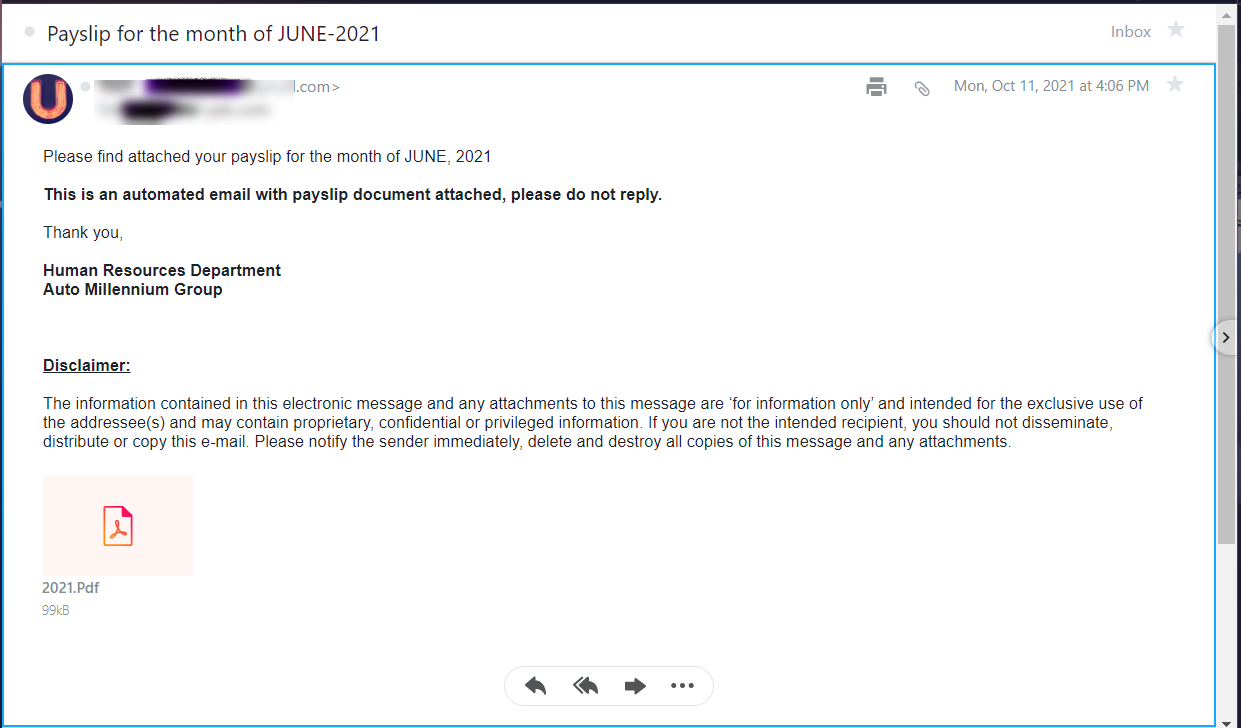 Payslip for the month of JUNE-2021
Inbox
l.com>
Mon, Oct 11, 2021 at 4:06 PM
Please find attached your payslip for the month of JUNE, 2021
This is an automated email with payslip document attached, please do not reply.
Thank you,
Human Resources Department
Auto Millennium Group
Disclaimer:
The information contained in this electronic message and any attachments to this message are ‘for information only’ and intended for the exclusive use of
the addressee(s) and may contain proprietary, confidential or privileged information. If you are not the intended recipient, you should not disseminate,
distribute or copy this e-mail. Please notify the sender immediately, delete and destroy all copies of this message and any attachments.
2021.Pdf
99kB